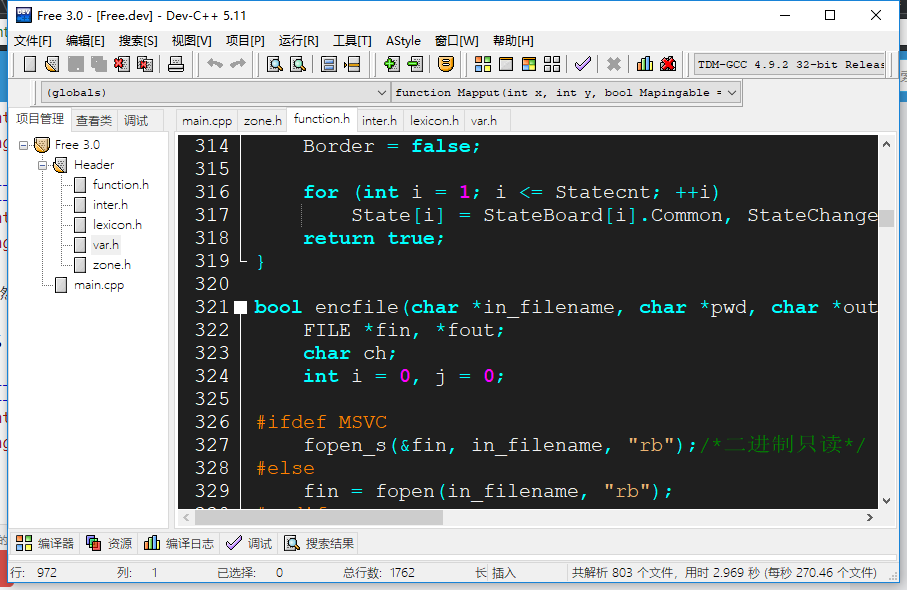 Free 3.0 - [Free.dev] - Dev-C++ 5.11
文件[F] 编辑[E] 搜索[S] 视图[V] 项目[P] 运行[R] 工具[T] AStyle 窗口[W] 帮助[H]
TDM-GCC 4.9.2 32-bit Releas
(globals) function Mapput(int x, int y, bool Mapingable =
项目管理 查看类 调试
main.cpp zone.h function.h inter.h lexicon.h var.h
Free 3.0
Header
function.h
inter.h
lexicon.h
var.h
zone.h
main.cpp
314 Border = false;
315
316 for (int i = 1; i <= Statecnt; ++i)
317 State[i] = StateBoard[i].Common, StateChange
318 return true;
319 }
320
321 bool encfile(char *in_filename, char *pwd, char *out
322 FILE *fin, *fout;
323 char ch;
324 int i = 0, j = 0;
325
326 #ifdef MSVC
327 fopen_s(&fin, in_filename, "rb");/*二进制只读*/
328 #else
329 fin = fopen(in_filename, "rb");
编译器 资源 编译日志 调试 搜索结果
行: 972 列: 1 已选择: 0 总行数: 1762 长 插入 共解析 803 个文件, 用时 2.969 秒 (每秒 270.46 个文件)